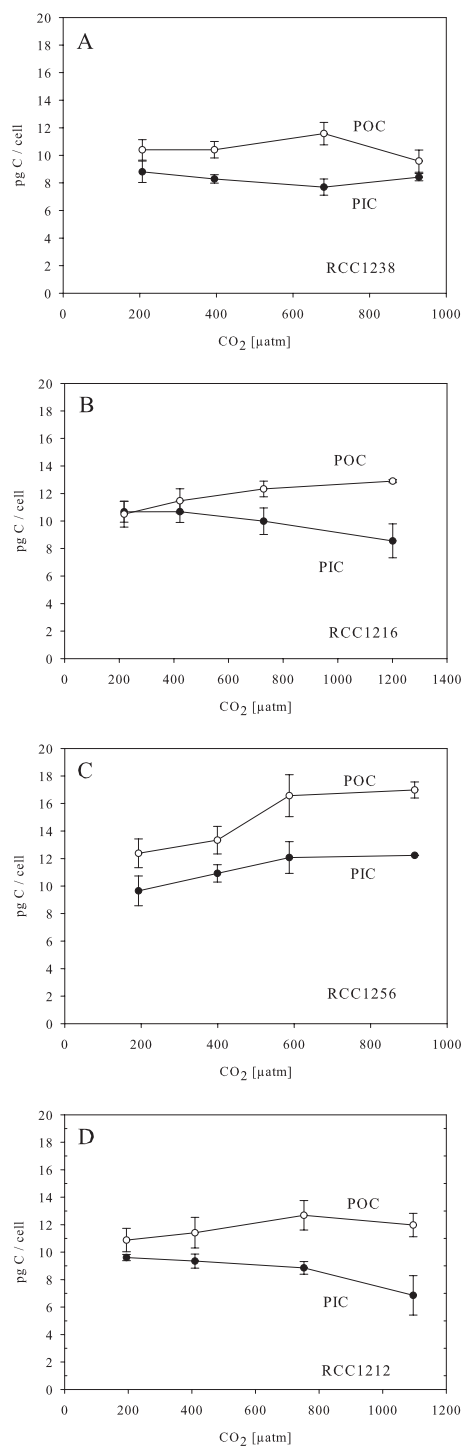 A
20
18
16
14
12
10
8
6
4
2
0
pg C / cell
POC
PIC
RCC1238
0 200 400 600 800 1000
CO2 [µatm]
B
20
18
16
14
12
10
8
6
4
2
0
pg C / cell
POC
PIC
RCC1216
0 200 400 600 800 1000 1200 1400
CO2 [µatm]
C
20
18
16
14
12
10
8
6
4
2
0
pg C / cell
POC
PIC
RCC1256
0 200 400 600 800 1000
CO2 [µatm]
D
20
18
16
14
12
10
8
6
4
2
0
pg C / cell
POC
PIC
RCC1212
0 200 400 600 800 1000 1200
CO2 [µatm]